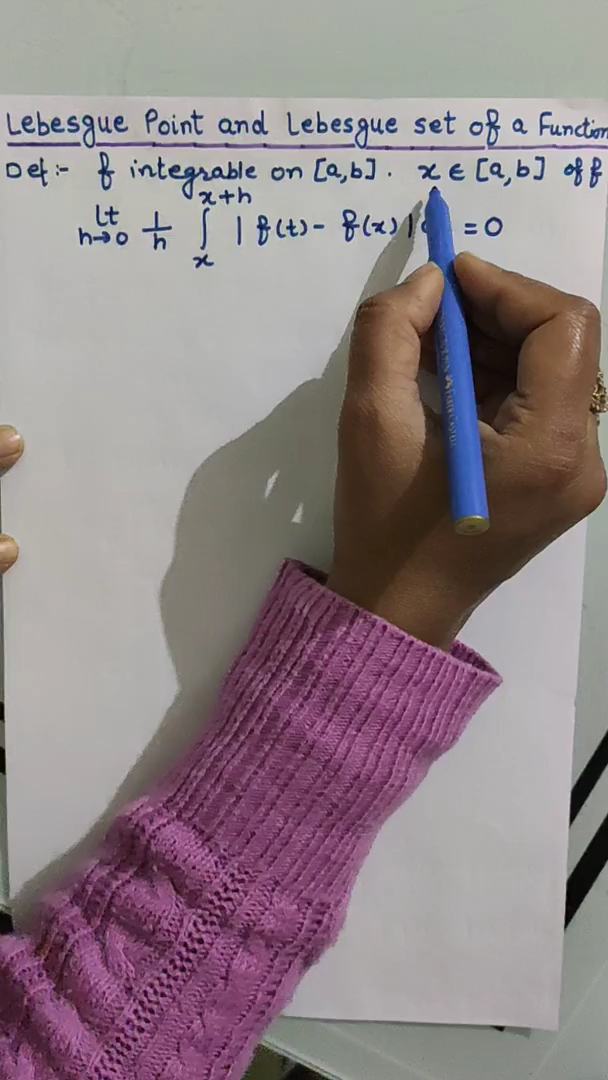 Lebesgue Point and Lebesgue set of a Function
Def:- f integrable on [a,b]. x ∈ [a,b] of f
lt h→0 1/h ∫ x x+h | f(t) - f(x) | = 0